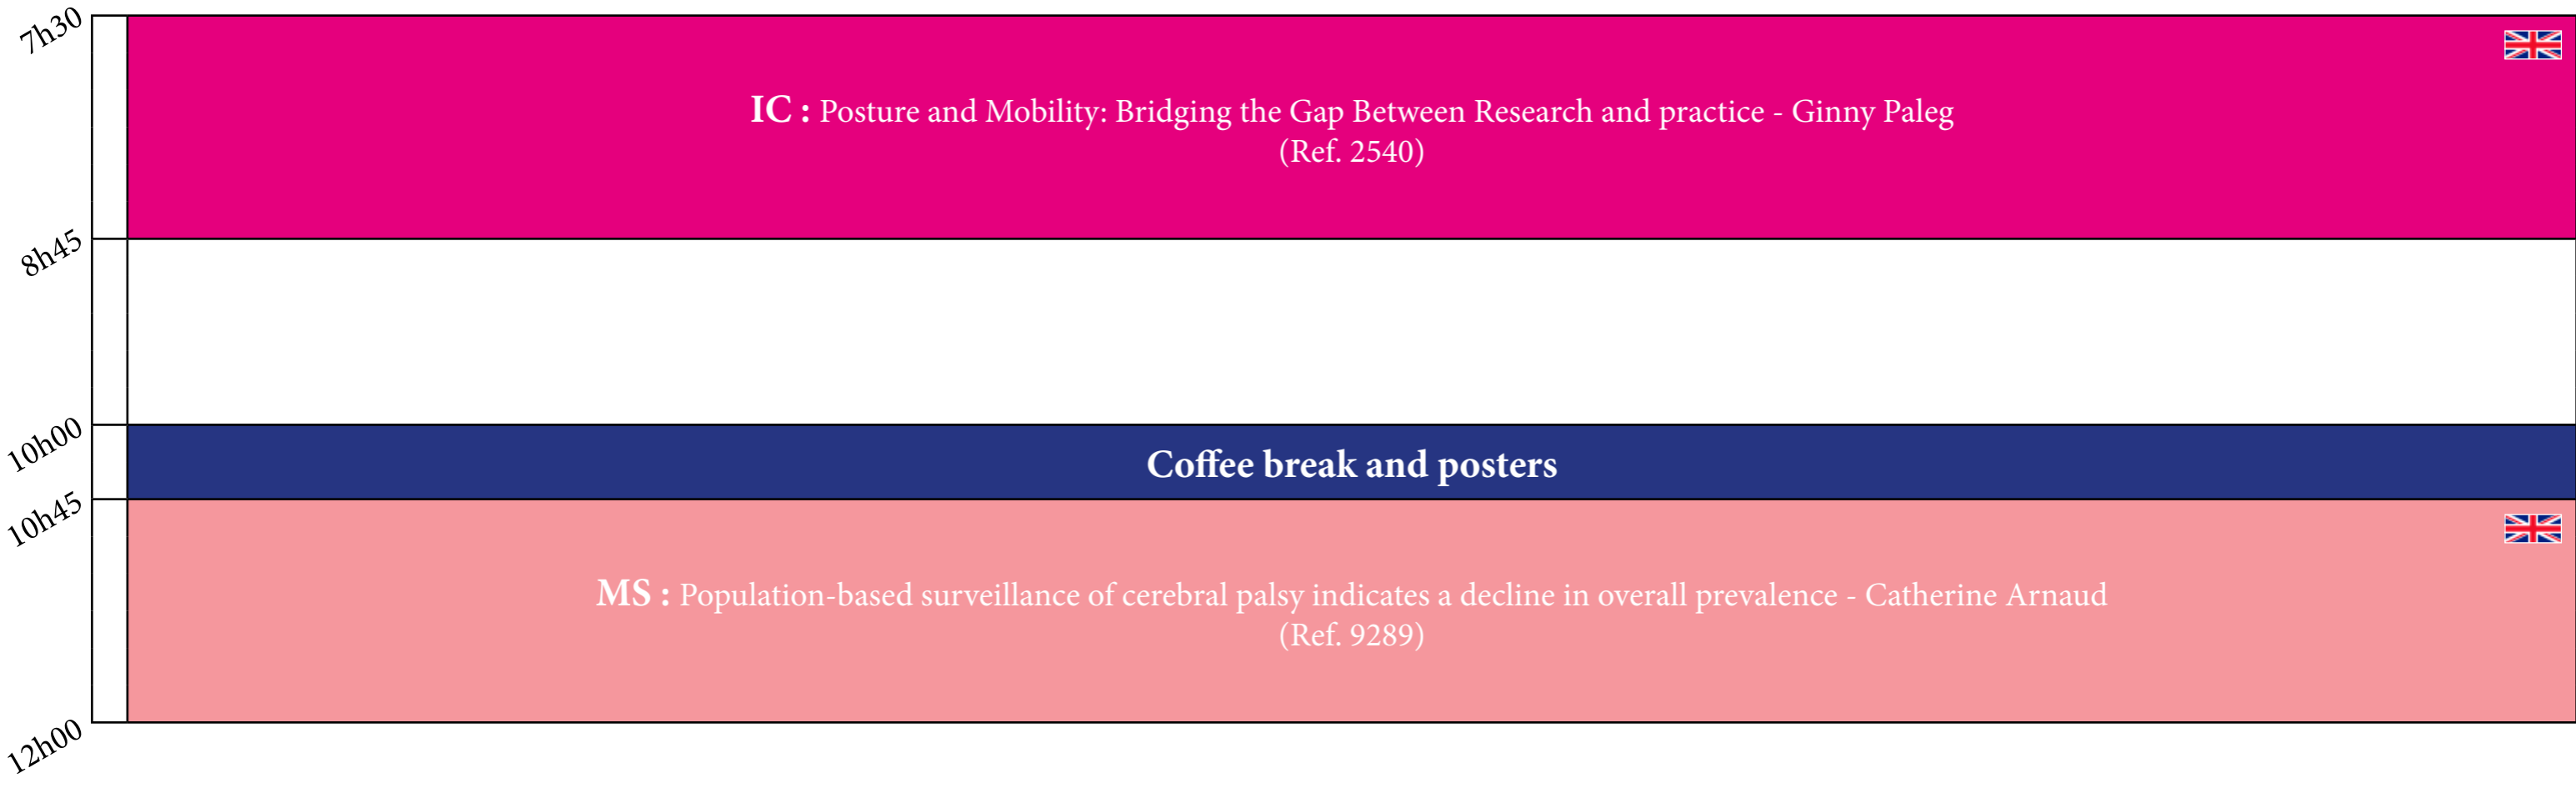 7h30
IC : Posture and Mobility: Bridging the Gap Between Research and practice - Ginny Paleg
(Ref. 2540)
8h45
10h00
Coffee break and posters
10h45
MS : Population-based surveillance of cerebral palsy indicates a decline in overall prevalence - Catherine Arnaud
(Ref. 9289)
12h00